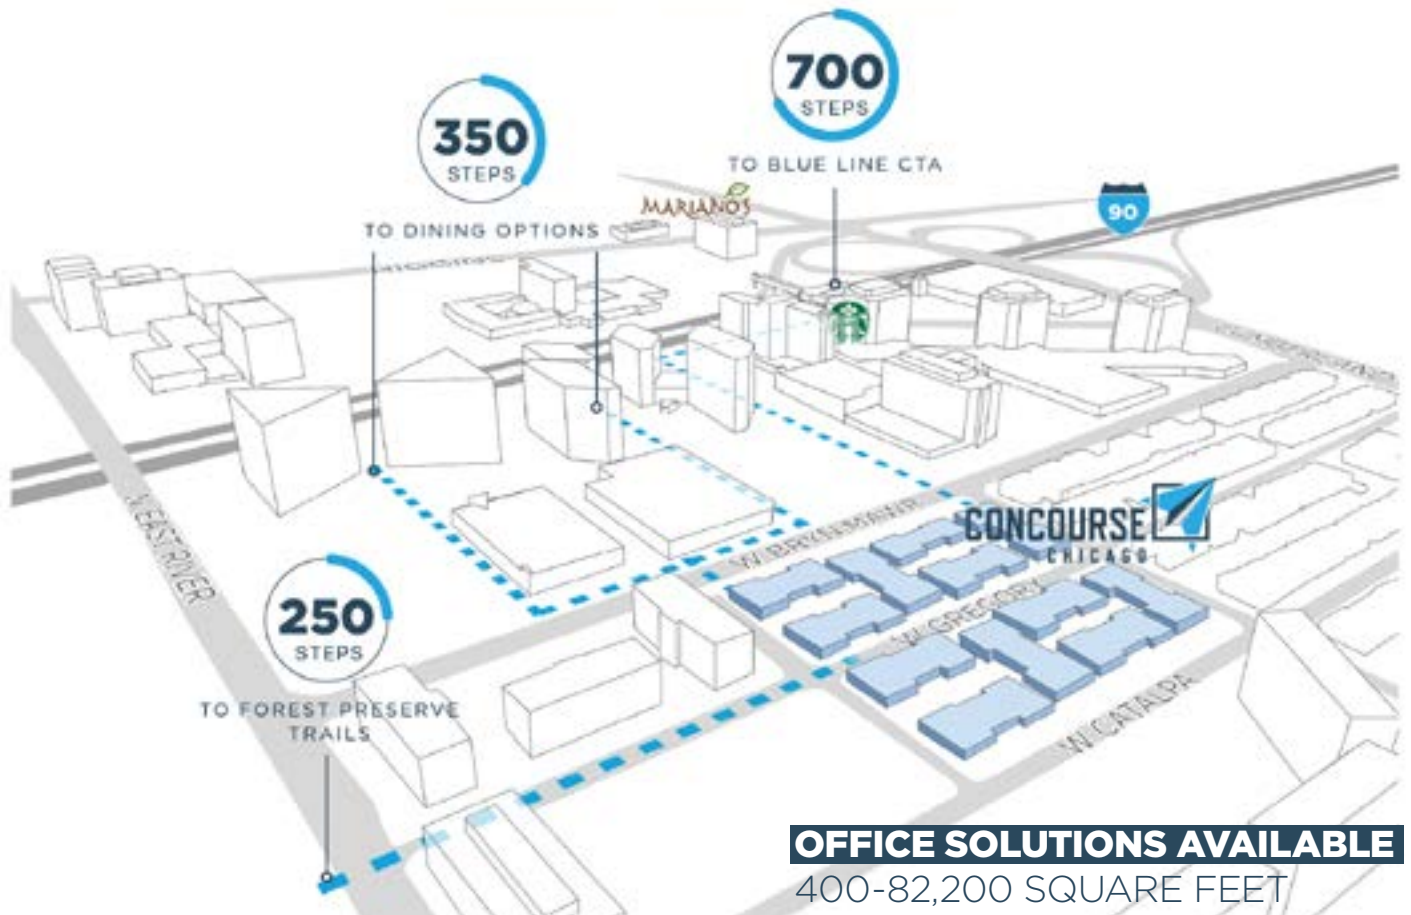 700
STEPS
TO BLUE LINE CTA
350
STEPS
TO DINING OPTIONS
MARIANO'S
90
N EAST RIVER
W BRYN MAWR
CONCOURSE
CHICAGO
W GREGORY
W CATALPA
250
STEPS
TO FOREST PRESERVE
TRAILS
OFFICE SOLUTIONS AVAILABLE
400-82,200 SQUARE FEET